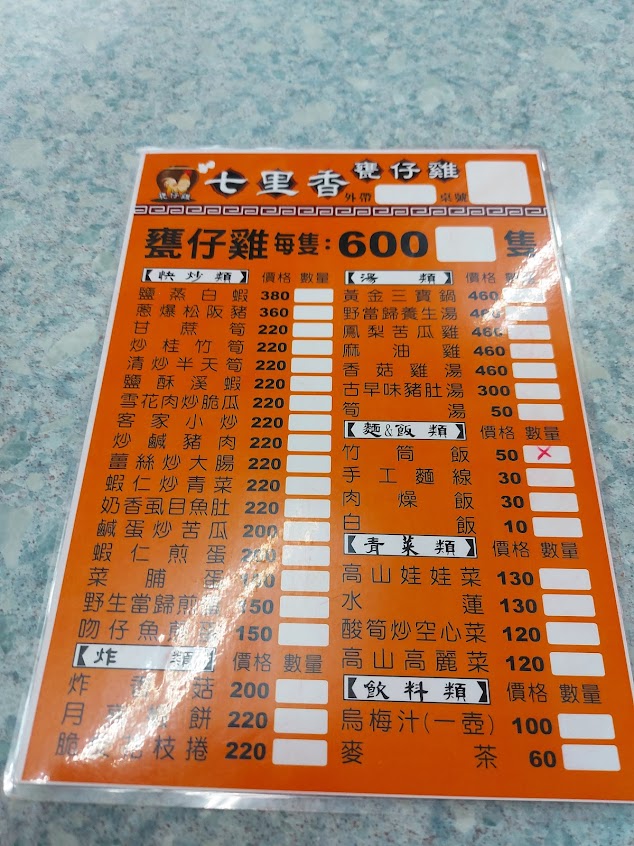 七里香甕仔雞
外帶 桌號
甕仔雞每隻：600 隻
【快炒類】 價格 數量
鹽蒸白蝦 380
蔥爆松阪豬 360
甘蔗筍 220
炒桂竹筍 220
清炒半天筍 220
鹽酥溪蝦 220
雪花肉炒脆瓜 220
客家小炒 220
炒鹹豬肉 220
薑絲炒大腸 220
蝦仁炒青菜 220
奶香虱目魚肚 220
鹹蛋炒苦瓜 200
蝦仁煎蛋
菜脯蛋
野生當歸煎 150
吻仔魚煎 150
【炸類】 價格 數量
炸香菇 200
月 餅 220
脆 枝捲 220
【湯類】 價格 數量
黃金三寶鍋 460
野當歸養生湯 460
鳳梨苦瓜雞 460
麻油雞 460
香菇雞湯 460
古早味豬肚湯 300
筍湯 50
【麵&飯類】 價格 數量
竹筒飯 50 ×
手工麵線 30
肉燥飯 30
白飯 10
【青菜類】 價格 數量
高山娃娃菜 130
水蓮 130
酸筍炒空心菜 120
高山高麗菜 120
【飲料類】 價格 數量
烏梅汁(一壺) 100
麥茶 60